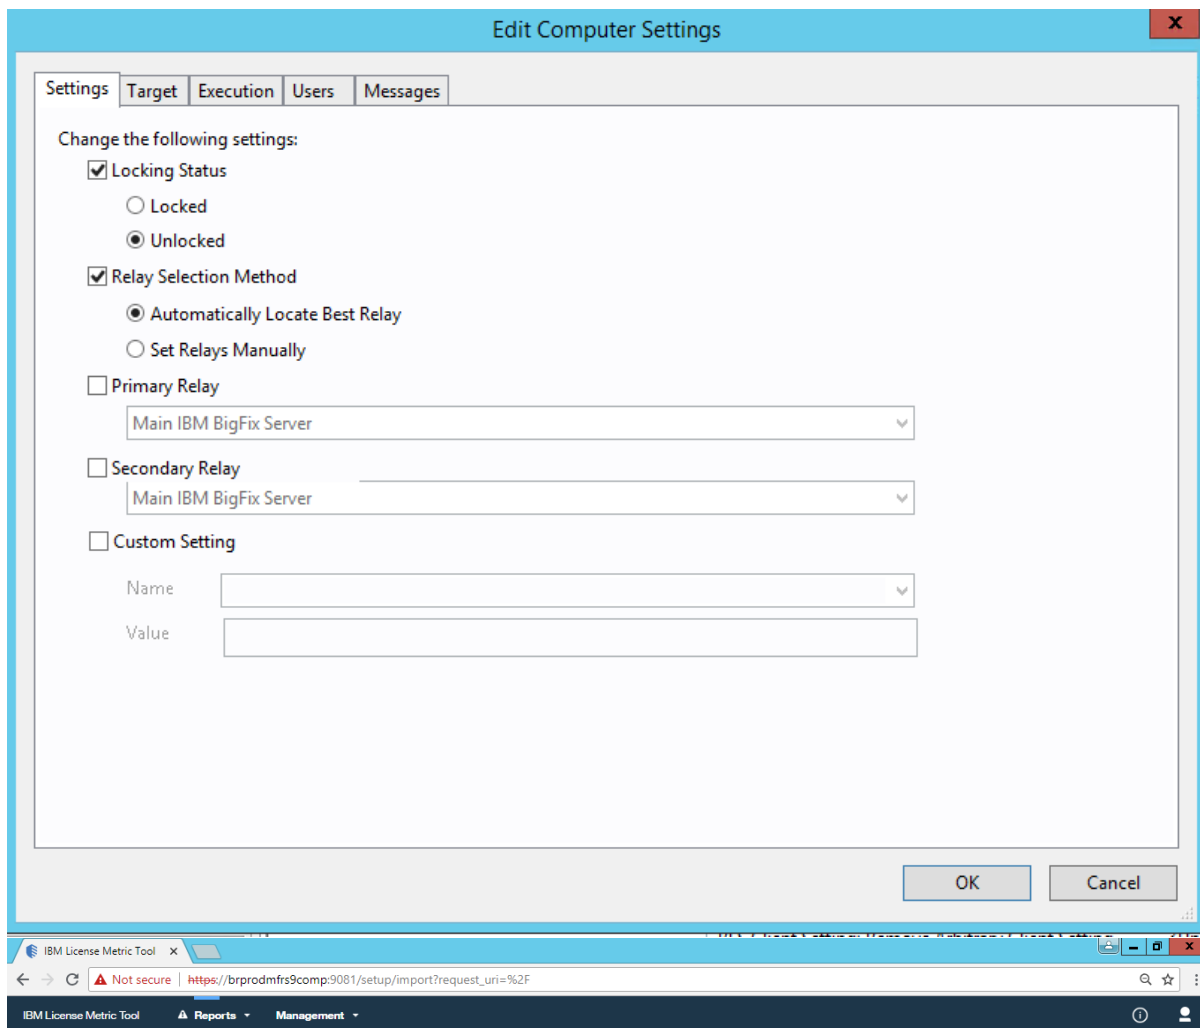 Edit Computer Settings
x
Settings Target Execution Users Messages
Change the following settings:
Locking Status
Locked
Unlocked
Relay Selection Method
Automatically Locate Best Relay
Set Relays Manually
Primary Relay
Main IBM BigFix Server
Secondary Relay
Main IBM BigFix Server
Custom Setting
Name
Value
OK Cancel
IBM License Metric Tool x
Not secure | https://brprodmfrs9comp:9081/setup/import?request_uri=%2F
IBM License Metric Tool Reports Management